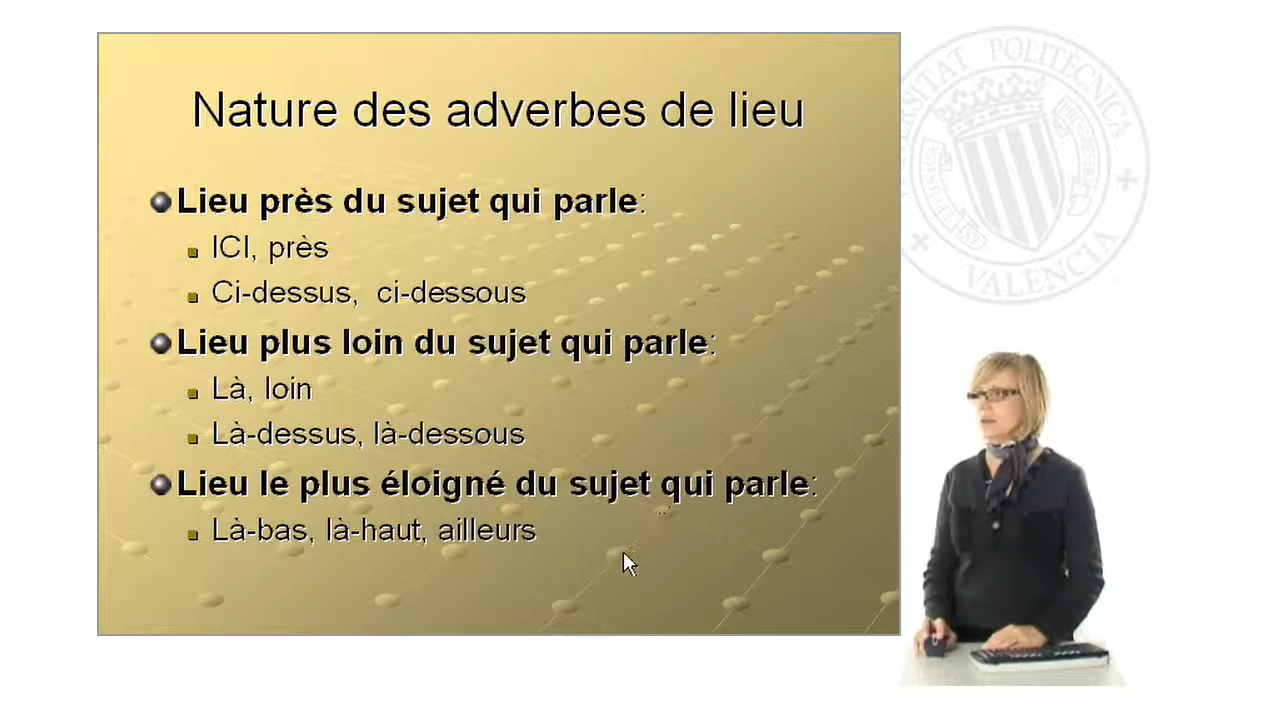 Nature des adverbes de lieu
Lieu près du sujet qui parle:
ICI, près
Ci-dessus, ci-dessous
Lieu plus loin du sujet qui parle:
Là, loin
Là-dessus, là-dessous
Lieu le plus éloigné du sujet qui parle:
Là-bas, là-haut, ailleurs
POLITECNICA
VALENCIA